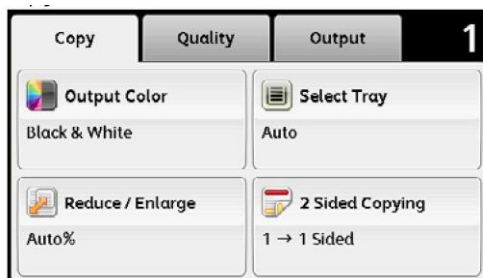 Copy Quality Output 1
Output Color Select Tray
Black & White Auto
Reduce / Enlarge 2 Sided Copying
Auto% 1 → 1 Sided